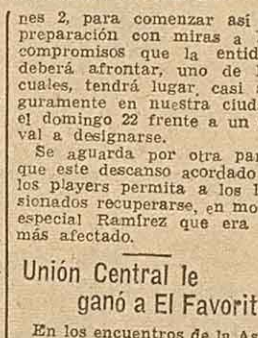 nes 2, para comenzar así
preparación con miras a
compromisos que la entid
deberá afrontar, uno de
cuales, tendrá lugar, casi
guramente en nuestra ciud
el domingo 22 frente a un
val a designarse.
Se aguarda por otra par
que este descanso acordado
los players permita a los
sionados recuperarse, en mo
especial Ramírez que era
más afectado.
Unión Central le
ganó a El Favorit
En los encuentros de la As